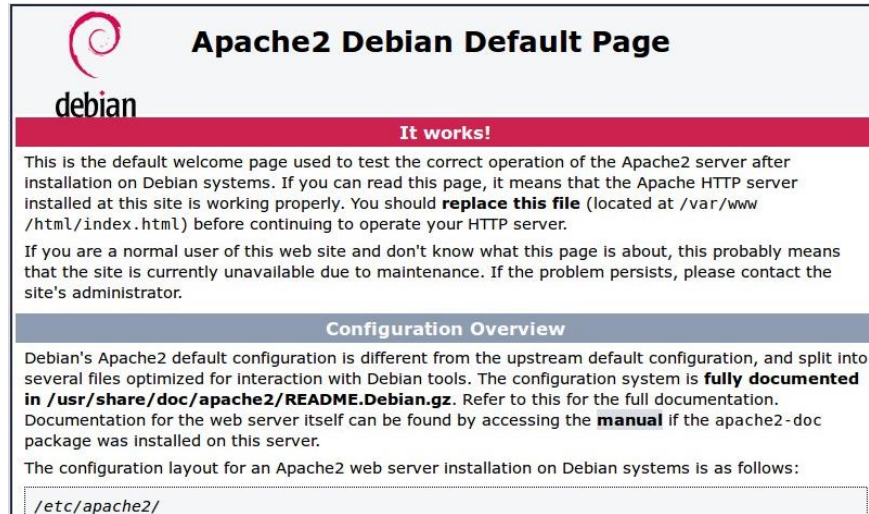 Apache2 Debian Default Page
debian
It works!
This is the default welcome page used to test the correct operation of the Apache2 server after
installation on Debian systems. If you can read this page, it means that the Apache HTTP server
installed at this site is working properly. You should replace this file (located at /var/www
/html/index.html) before continuing to operate your HTTP server.
If you are a normal user of this web site and don't know what this page is about, this probably means
that the site is currently unavailable due to maintenance. If the problem persists, please contact the
site's administrator.
Configuration Overview
Debian's Apache2 default configuration is different from the upstream default configuration, and split into
several files optimized for interaction with Debian tools. The configuration system is fully documented
in /usr/share/doc/apache2/README.Debian.gz. Refer to this for the full documentation.
Documentation for the web server itself can be found by accessing the manual if the apache2-doc
package was installed on this server.
The configuration layout for an Apache2 web server installation on Debian systems is as follows:
/etc/apache2/